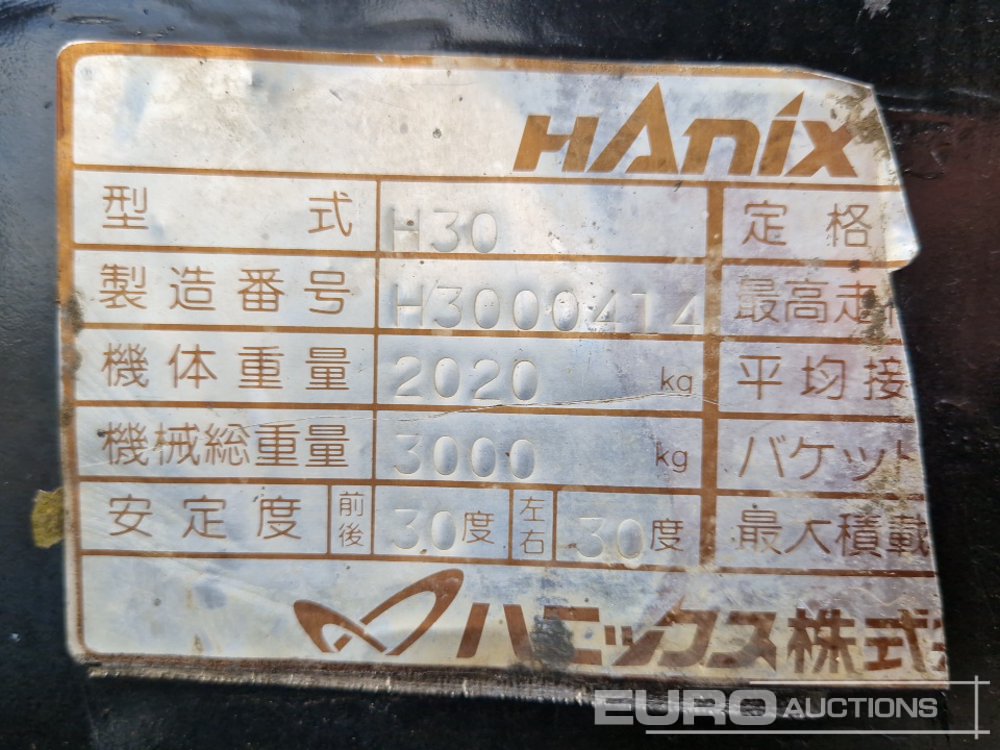 HANIX
型式 H30 定格
製造番号 H3000414 最高走
機体重量 2020 kg 平均接
機械総重量 3000 kg バケット
安定度 前後 30度 左右 30度 最大積載
ハニックス株式
EURO AUCTIONS